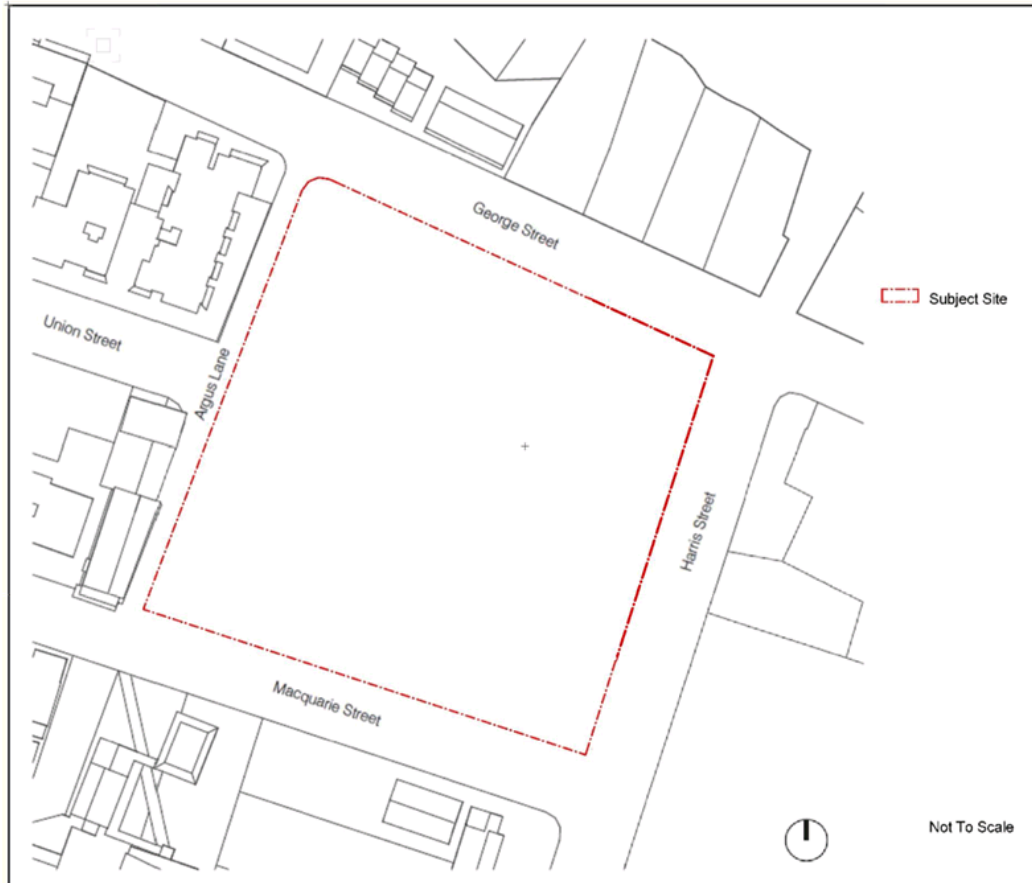 George Street
Subject Site
Union Street
Argus Lane
Harris Street
Macquarie Street
Not To Scale